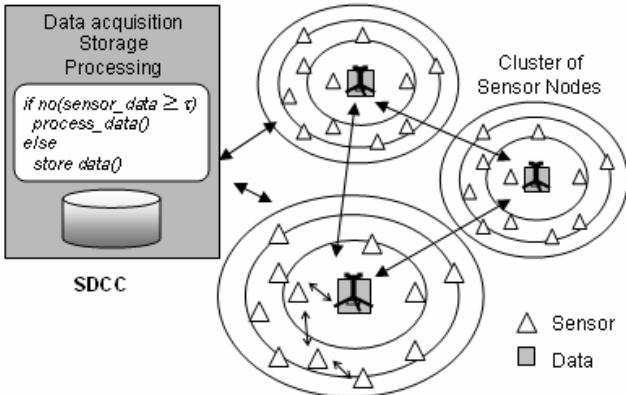 Data acquisition
Storage
Processing
if no(sensor_data ≥ τ)
process_data()
else
store data()
SDCC
Cluster of
Sensor Nodes
Sensor
Data